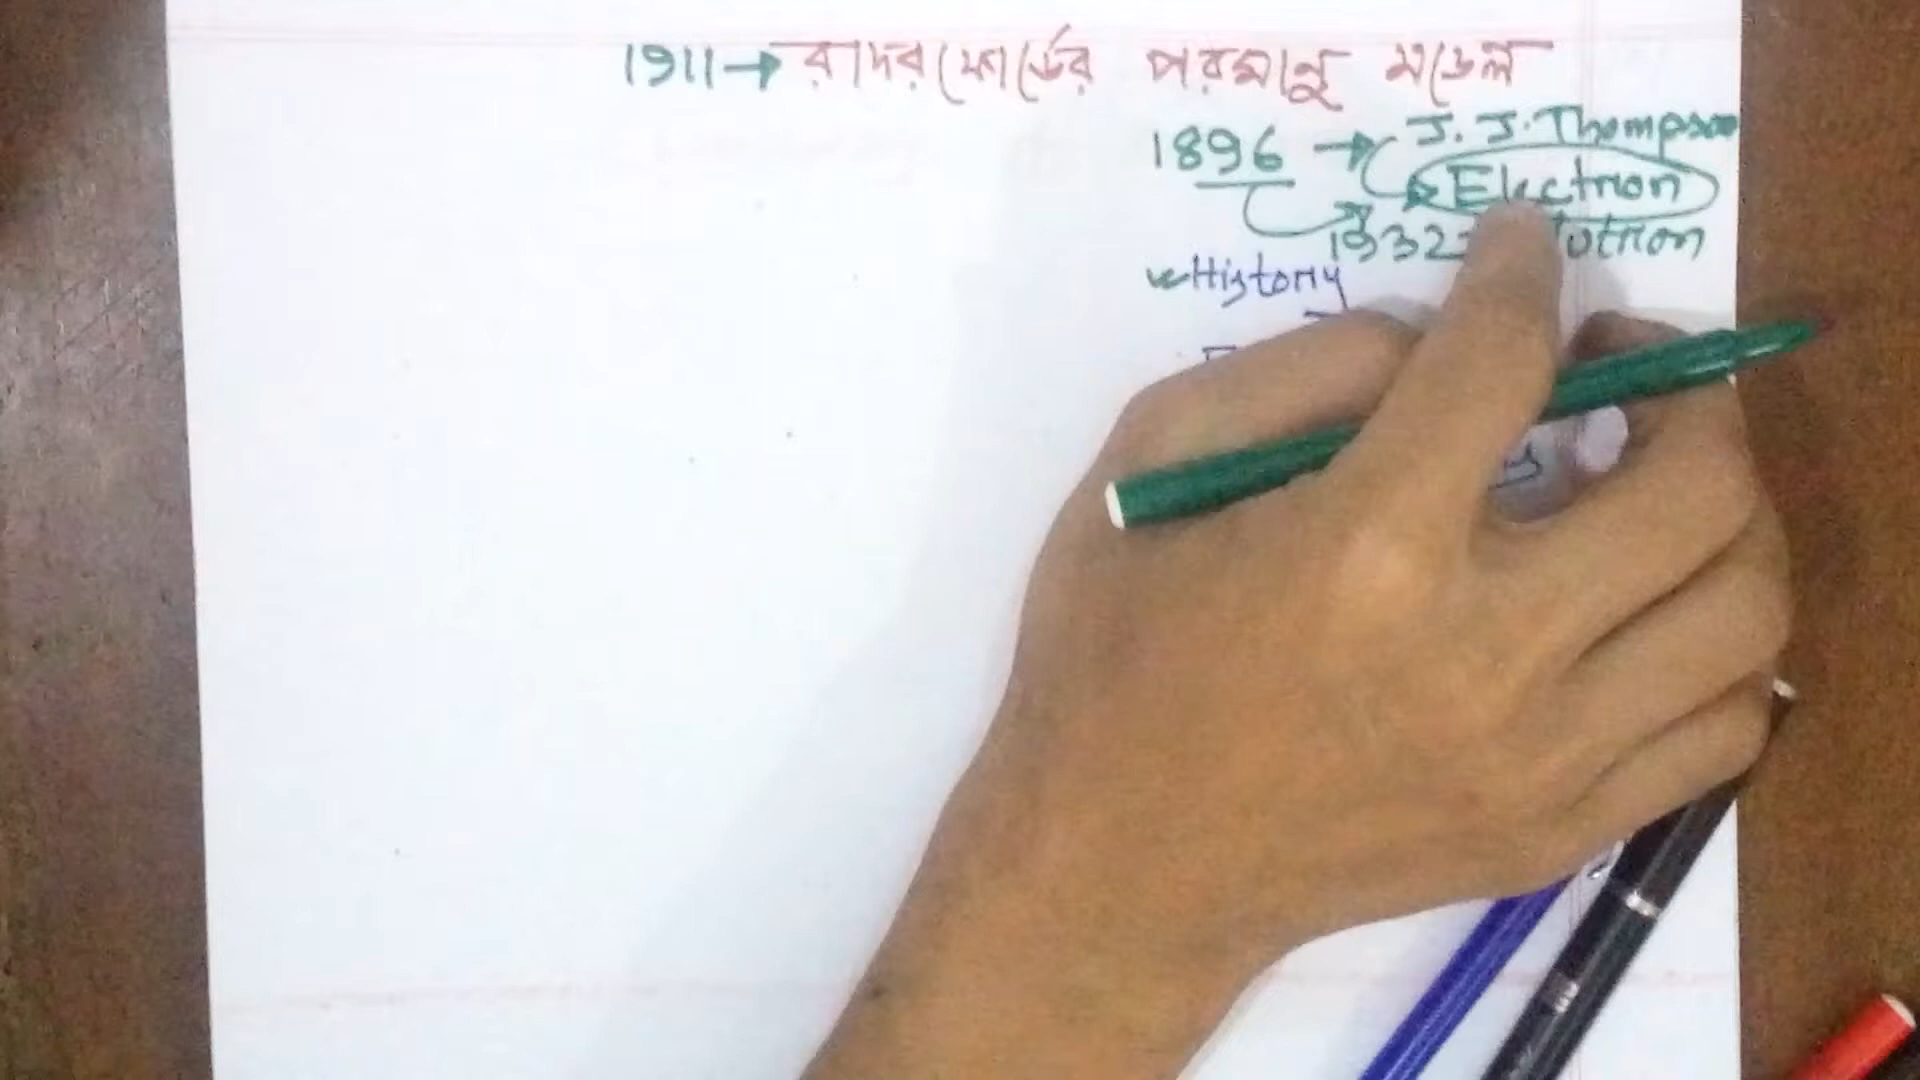 1911→ রাদারফোর্ডের পরমানু মডেল
1896 → J. J. Thompson
Electron
1932
History